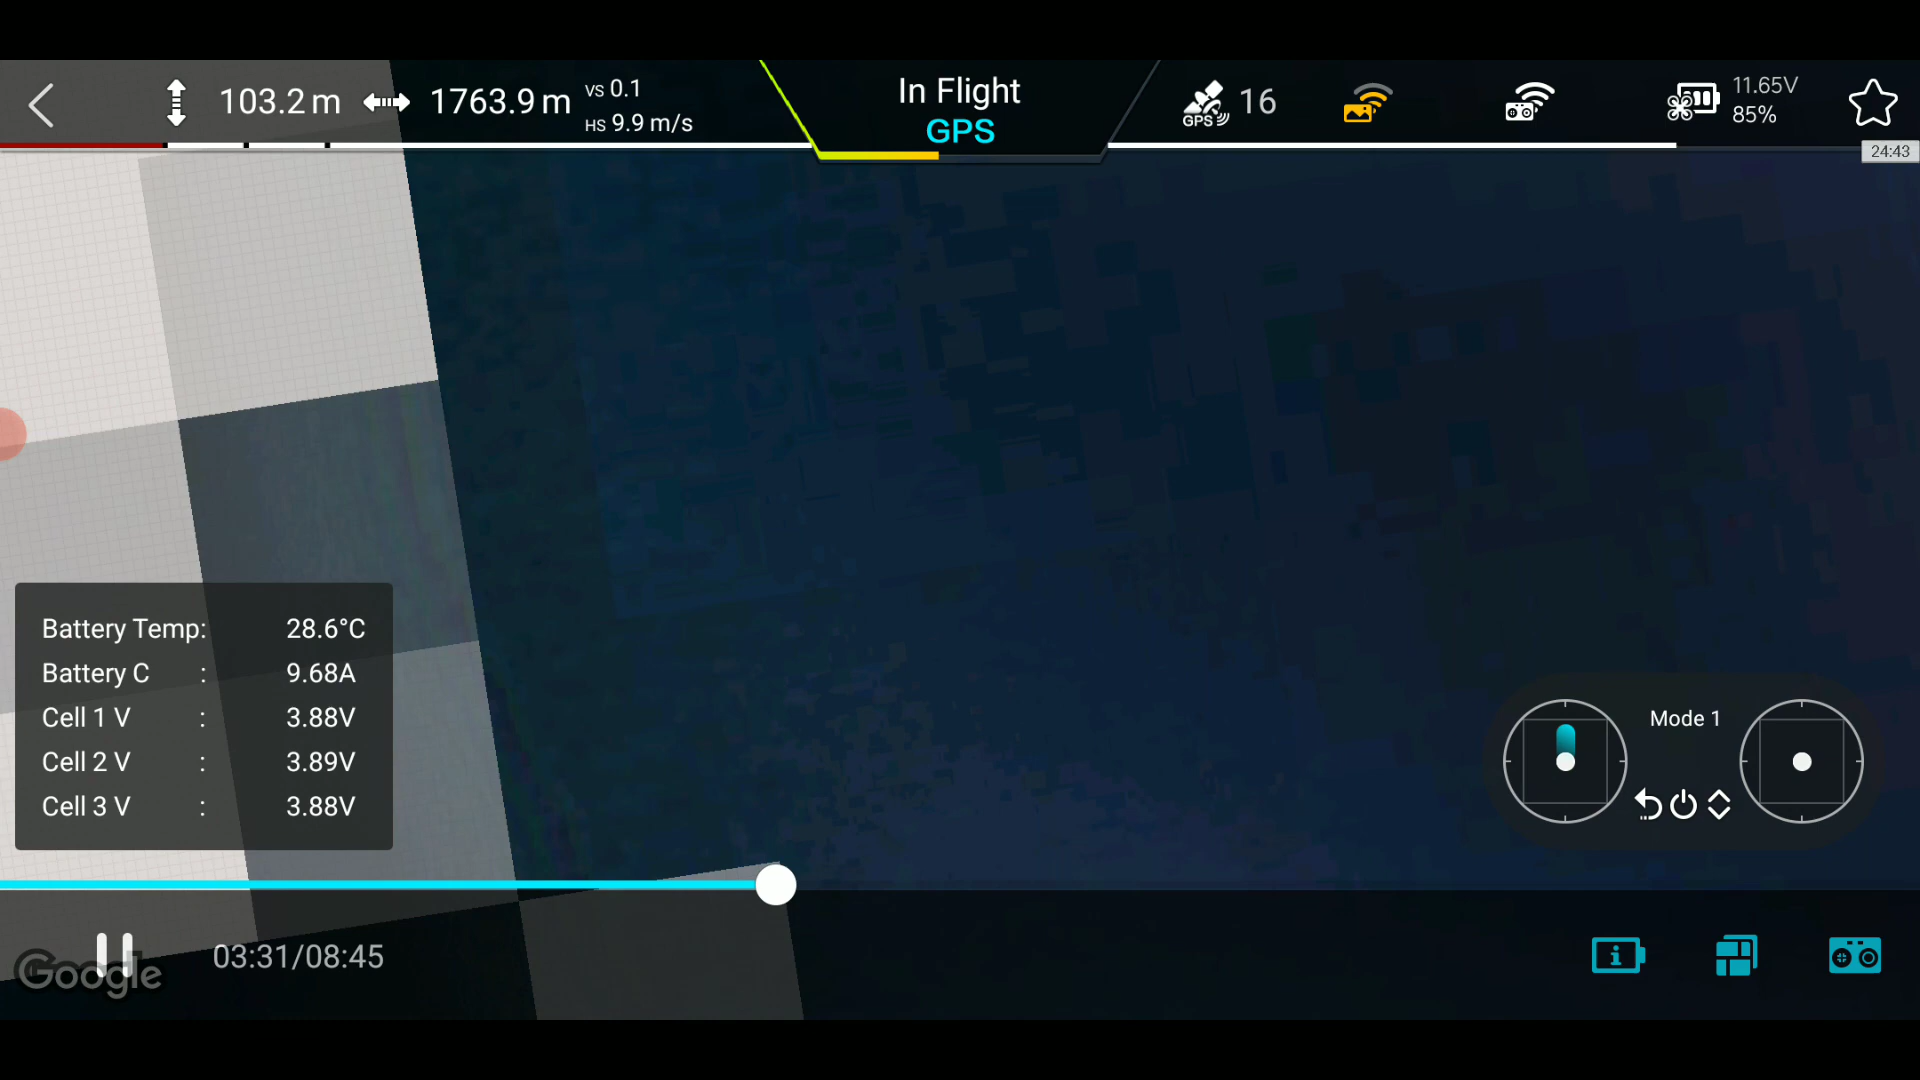 103.2 m
1763.9 m
VS 0.1
HS 9.9 m/s
In Flight
GPS
GPS
16
11.65V
85%
24:43
Battery Temp: 28.6°C
Battery C : 9.68A
Cell 1 V : 3.88V
Cell 2 V : 3.89V
Cell 3 V : 3.88V
Mode 1
03:31/08:45
Google